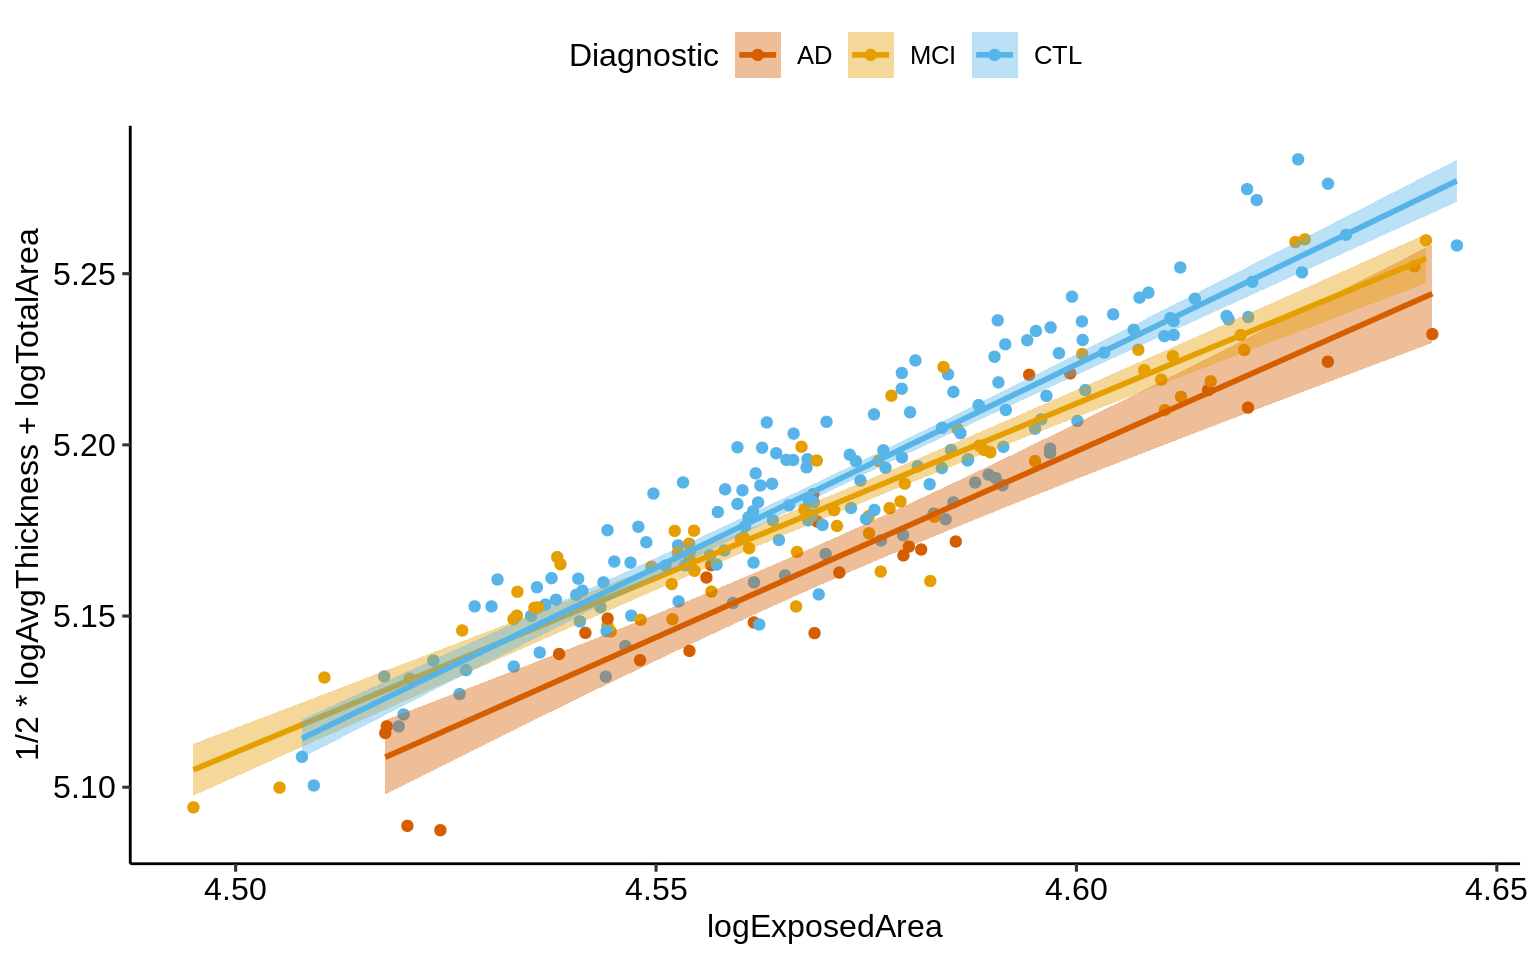 Diagnostic AD MCI CTL
1/2 * logAvgThickness + logTotalArea
5.25
5.20
5.15
5.10
4.50 4.55 4.60 4.65
logExposedArea